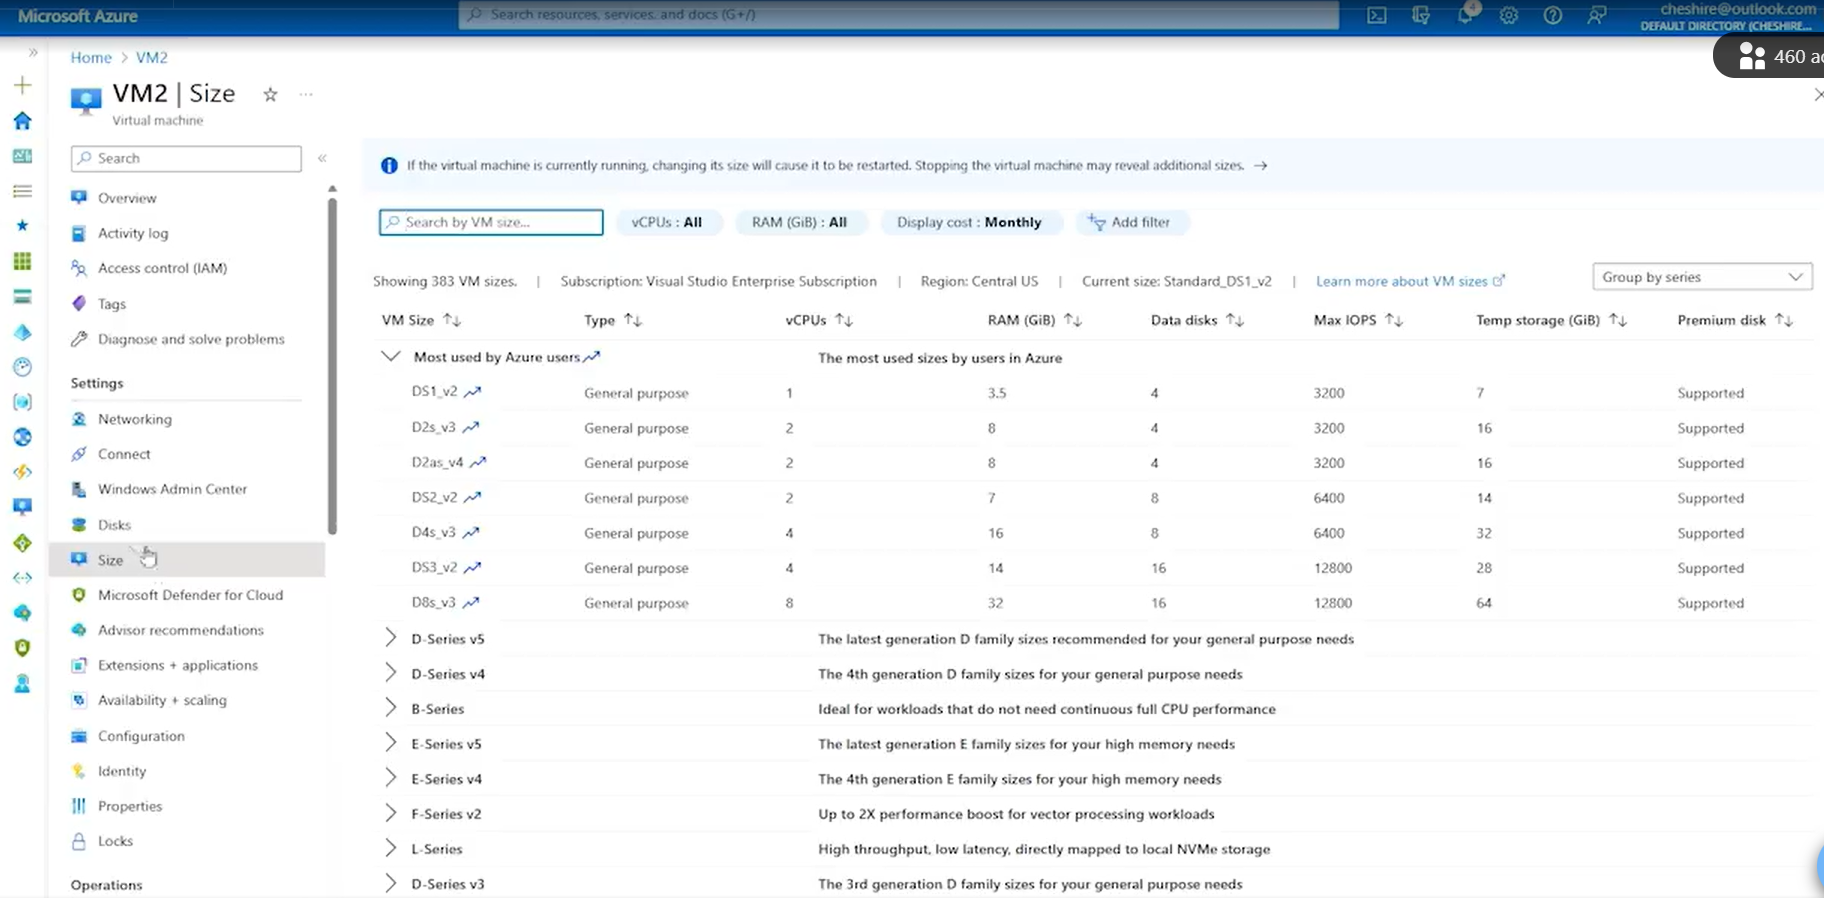 Microsoft Azure
Search resources, services, and docs (G+/)
4
cheshire@outlook.com
DEFAULT DIRECTORY (CHESHIRE...
Home > VM2
460
VM2 | Size
Virtual machine
Search
Overview
Activity log
Access control (IAM)
Tags
Diagnose and solve problems
Settings
Networking
Connect
Windows Admin Center
Disks
Size
Microsoft Defender for Cloud
Advisor recommendations
Extensions + applications
Availability + scaling
Configuration
Identity
Properties
Locks
Operations
If the virtual machine is currently running, changing its size will cause it to be restarted. Stopping the virtual machine may reveal additional sizes. →
Search by VM size... vCPUs : All RAM (GiB) : All Display cost : Monthly Add filter
Showing 383 VM sizes. | Subscription: Visual Studio Enterprise Subscription | Region: Central US | Current size: Standard_DS1_v2 | Learn more about VM sizes Group by series
VM Size ↑↓ Type ↑↓ vCPUs ↑↓ RAM (GiB) ↑↓ Data disks ↑↓ Max IOPS ↑↓ Temp storage (GiB) ↑↓ Premium disk ↑↓
Most used by Azure users The most used sizes by users in Azure
DS1_v2 General purpose 1 3.5 4 3200 7 Supported
D2s_v3 General purpose 2 8 4 3200 16 Supported
D2as_v4 General purpose 2 8 4 3200 16 Supported
DS2_v2 General purpose 2 7 8 6400 14 Supported
D4s_v3 General purpose 4 16 8 6400 32 Supported
DS3_v2 General purpose 4 14 16 12800 28 Supported
D8s_v3 General purpose 8 32 16 12800 64 Supported
D-Series v5 The latest generation D family sizes recommended for your general purpose needs
D-Series v4 The 4th generation D family sizes for your general purpose needs
B-Series Ideal for workloads that do not need continuous full CPU performance
E-Series v5 The latest generation E family sizes for your high memory needs
E-Series v4 The 4th generation E family sizes for your high memory needs
F-Series v2 Up to 2X performance boost for vector processing workloads
L-Series High throughput, low latency, directly mapped to local NVMe storage
D-Series v3 The 3rd generation D family sizes for your general purpose needs